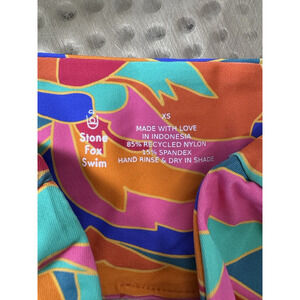 Stone
Fox
Swim
XS
MADE WITH LOVE
IN INDONESIA
85% RECYCLED NYLON
15% SPANDEX
HAND RINSE & DRY IN SHADE